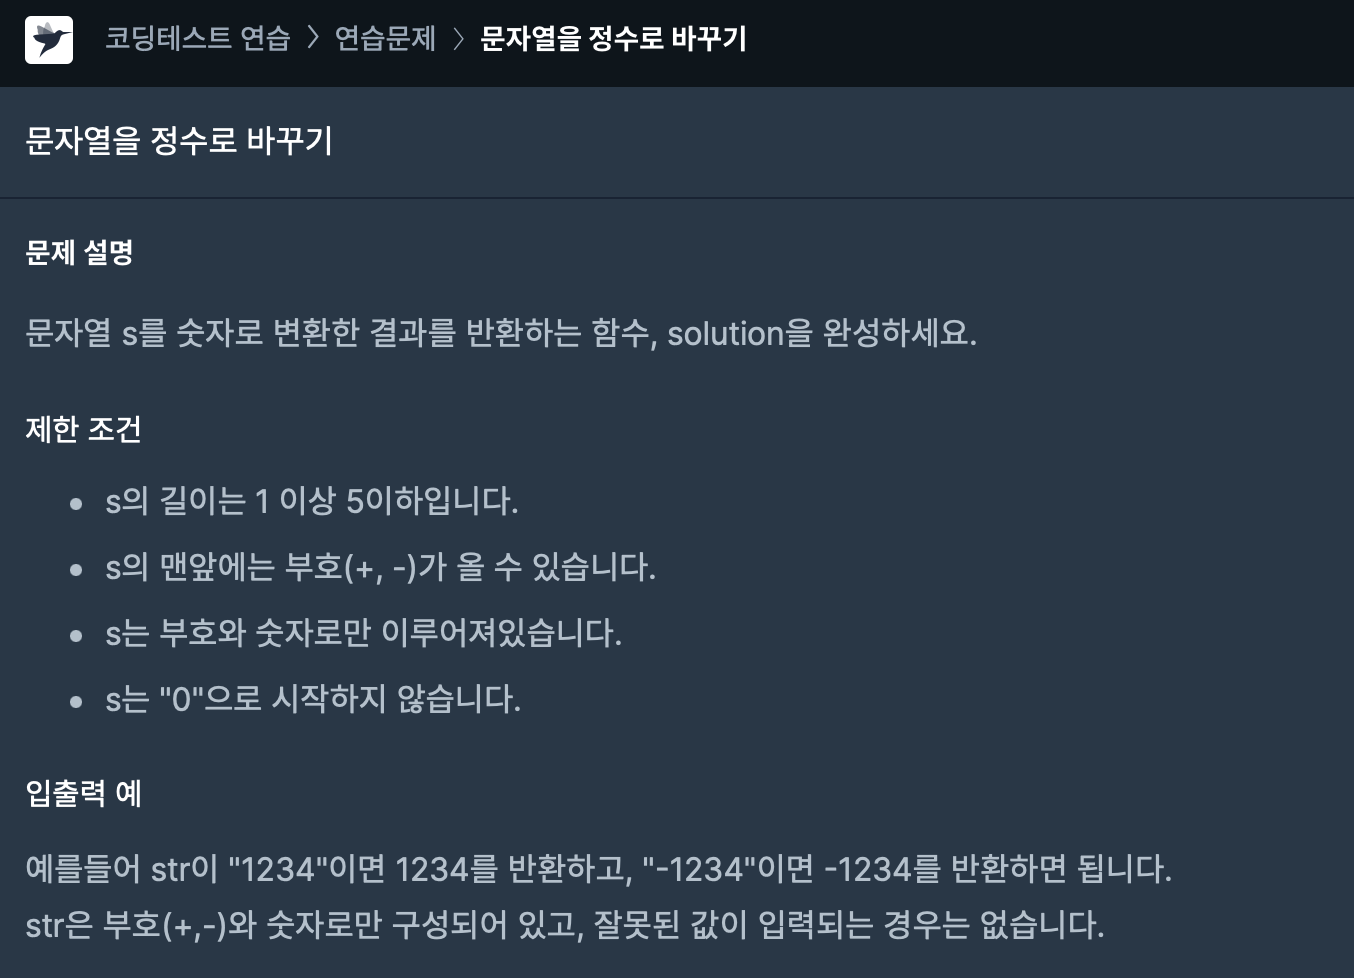 코딩테스트 연습 > 연습문제 > 문자열을 정수로 바꾸기
문자열을 정수로 바꾸기
문제 설명
문자열 s를 숫자로 변환한 결과를 반환하는 함수, solution을 완성하세요.
제한 조건
• s의 길이는 1 이상 5이하입니다.
• s의 맨앞에는 부호(+, -)가 올 수 있습니다.
• s는 부호와 숫자로만 이루어져있습니다.
• s는 "0"으로 시작하지 않습니다.
입출력 예
예를들어 str이 "1234"이면 1234를 반환하고, "-1234"이면 -1234를 반환하면 됩니다.
str은 부호(+,-)와 숫자로만 구성되어 있고, 잘못된 값이 입력되는 경우는 없습니다.